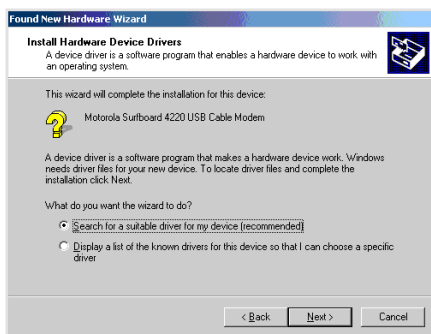 Found New Hardware Wizard
Install Hardware Device Drivers
A device driver is a software program that enables a hardware device to work with
an operating system.
This wizard will complete the installation for this device:
Motorola Surfboard 4220 USB Cable Modem
A device driver is a software program that makes a hardware device work. Windows
needs driver files for your new device. To locate driver files and complete the
installation click Next.
What do you want the wizard to do?
Search for a suitable driver for my device (recommended)
Display a list of the known drivers for this device so that I can choose a specific
driver
< Back
Next >
Cancel